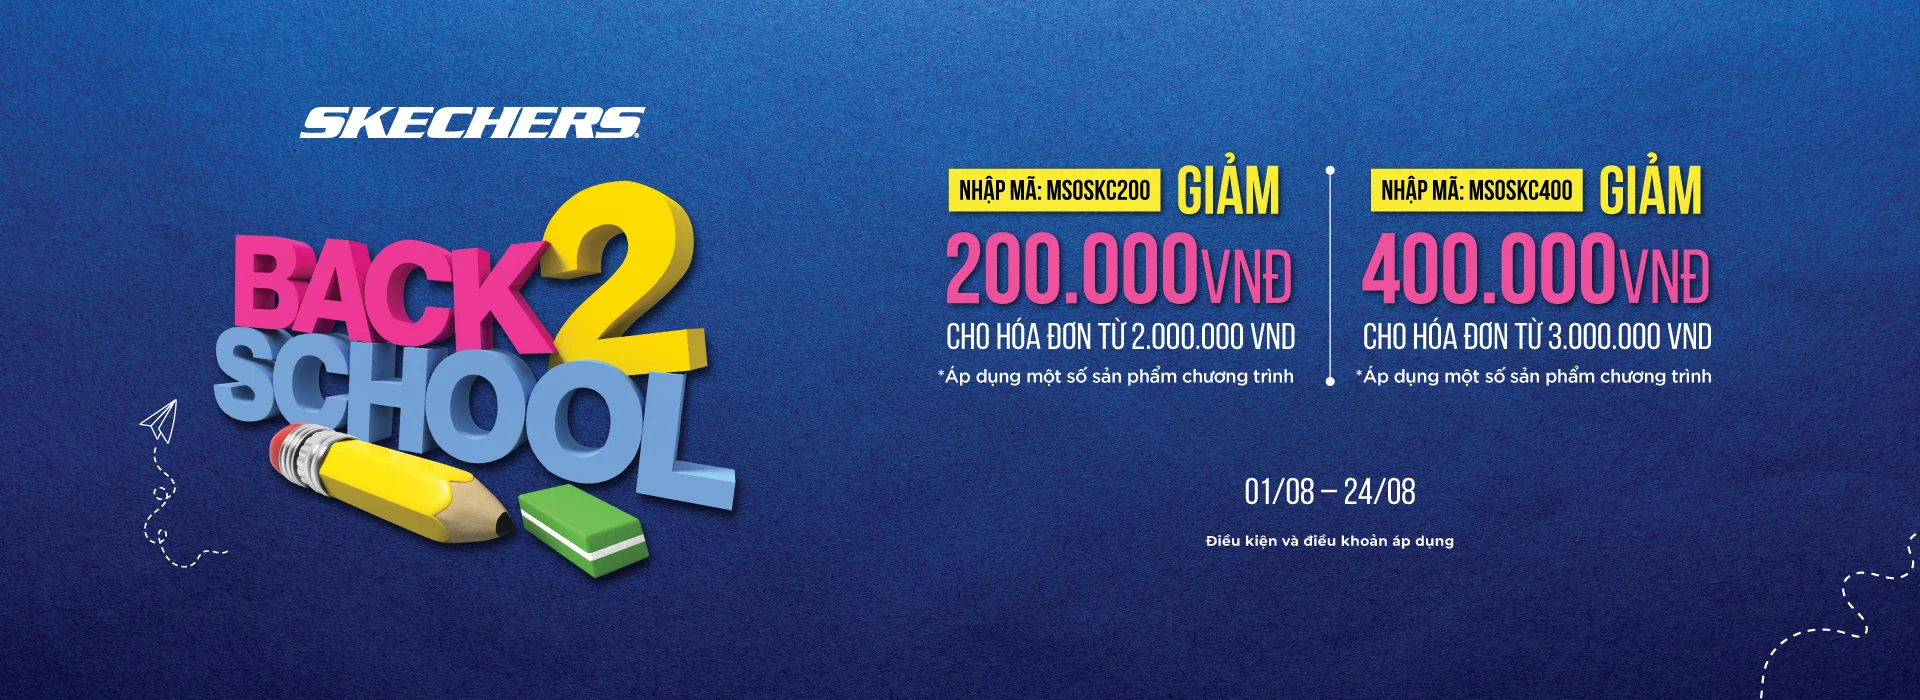 SKECHERS
BACK 2
SCHOOL
NHẬP MÃ: MSOSKC200 GIẢM
200.000VNĐ
CHO HÓA ĐƠN TỪ 2.000.000 VND
*Áp dụng một số sản phẩm chương trình
NHẬP MÃ: MSOSKC400 GIẢM
400.000VNĐ
CHO HÓA ĐƠN TỪ 3.000.000 VND
*Áp dụng một số sản phẩm chương trình
01/08 – 24/08
Điều kiện và điều khoản áp dụng